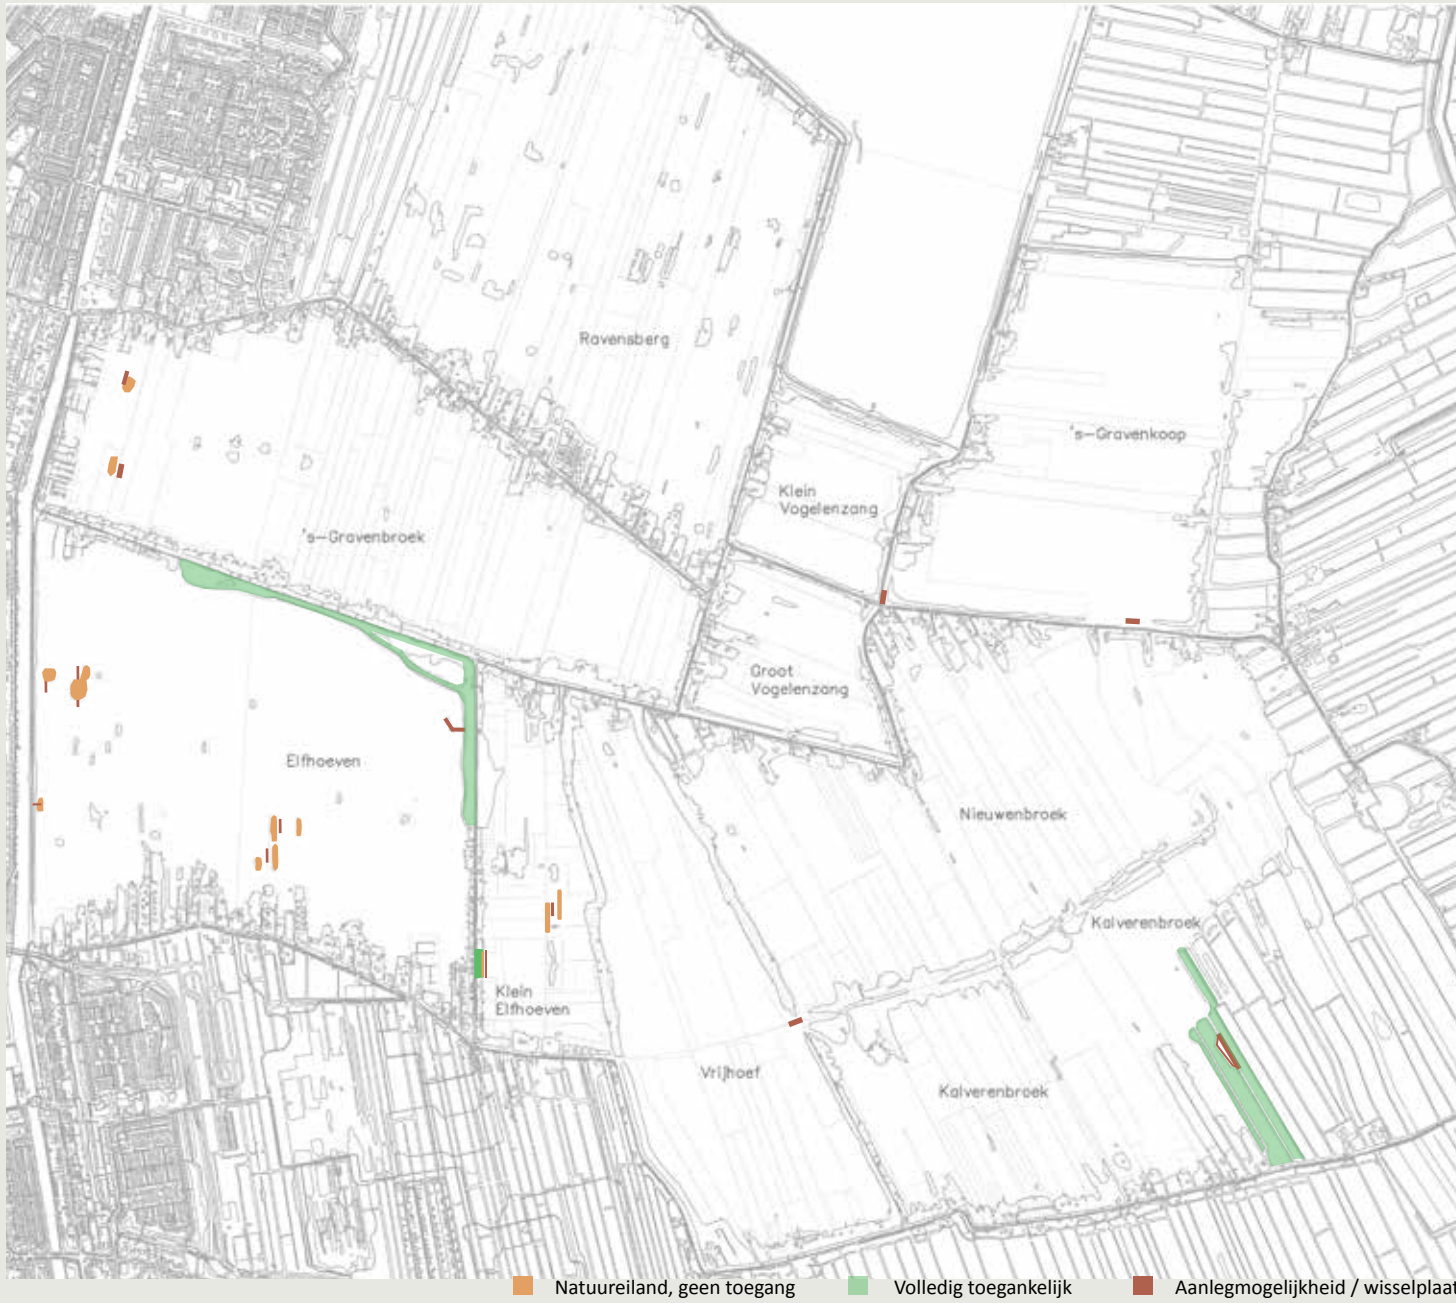 Ravensberg
's-Gravenkoop
Klein
Vogelenzang
's-Gravenbroek
Groot
Vogelenzang
Elfhoeven
Nieuwenbroek
Kalverenbroek
Klein
Elfhoeven
Vrijhoef
Kalverenbroek
Natuureiland, geen toegang
Volledig toegankelijk
Aanlegmogelijkheid / wisselplaat